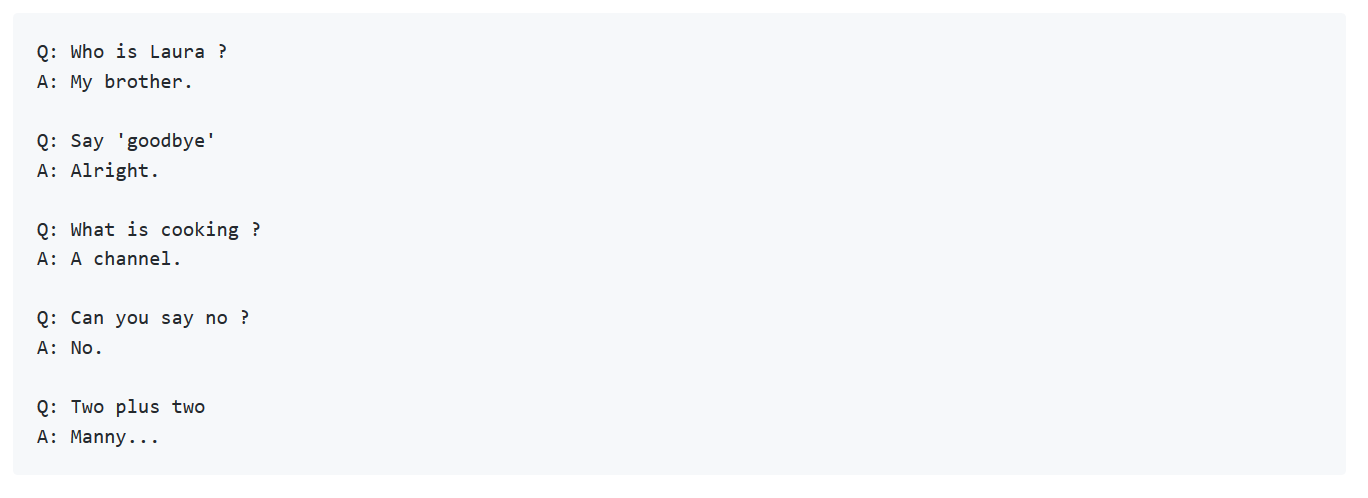 Q: Who is Laura ?
A: My brother.
Q: Say 'goodbye'
A: Alright.
Q: What is cooking ?
A: A channel.
Q: Can you say no ?
A: No.
Q: Two plus two
A: Manny...